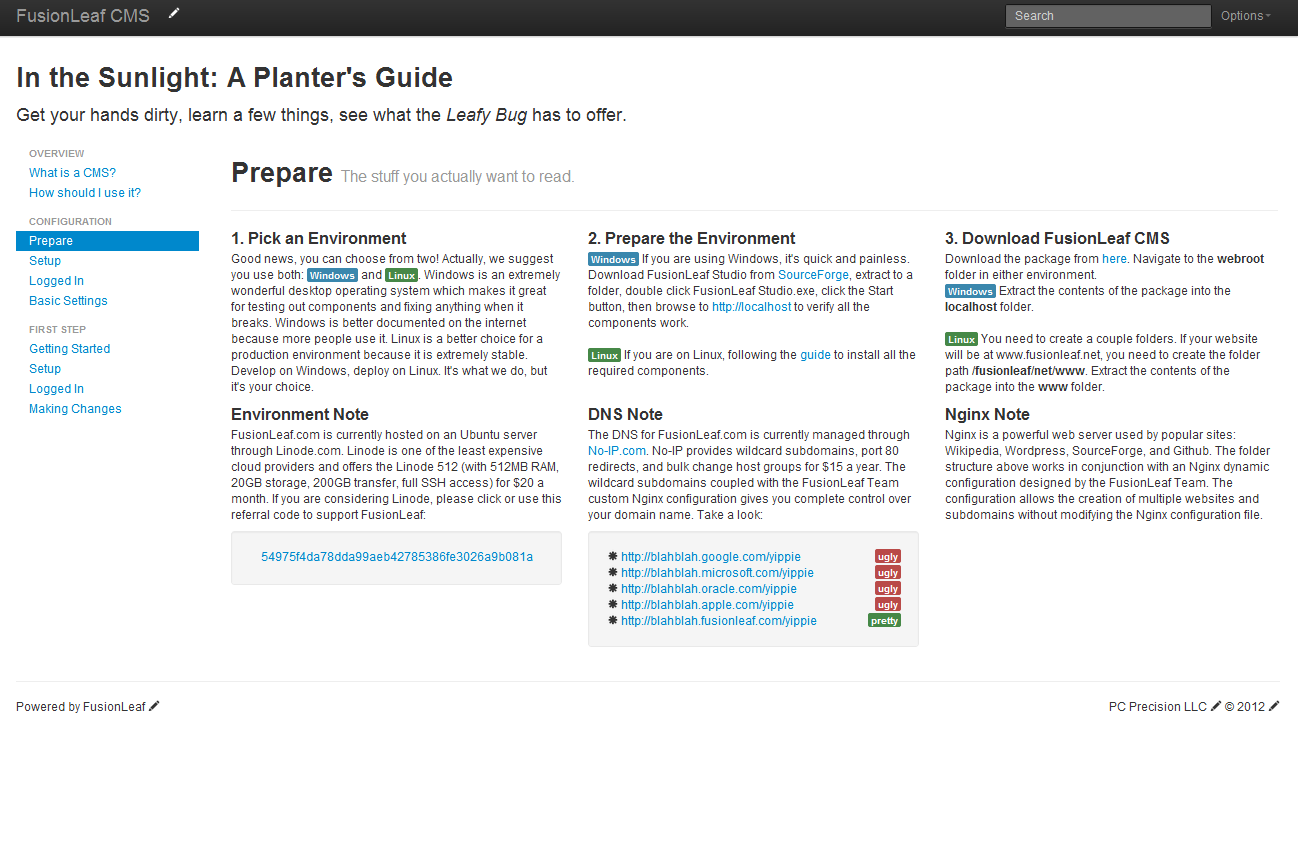 FusionLeaf CMS
Search
Options
In the Sunlight: A Planter's Guide
Get your hands dirty, learn a few things, see what the Leafy Bug has to offer.
OVERVIEW
What is a CMS?
How should I use it?
CONFIGURATION
Prepare
Setup
Logged In
Basic Settings
FIRST STEP
Getting Started
Setup
Logged In
Making Changes
Prepare The stuff you actually want to read.
1. Pick an Environment
Good news, you can choose from two! Actually, we suggest
you use both: Windows and Linux. Windows is an extremely
wonderful desktop operating system which makes it great
for testing out components and fixing anything when it
breaks. Windows is better documented on the internet
because more people use it. Linux is a better choice for a
production environment because it is extremely stable.
Develop on Windows, deploy on Linux. It's what we do, but
it's your choice.
Environment Note
FusionLeaf.com is currently hosted on an Ubuntu server
through Linode.com. Linode is one of the least expensive
cloud providers and offers the Linode 512 (with 512MB RAM,
20GB storage, 200GB transfer, full SSH access) for $20 a
month. If you are considering Linode, please click or use this
referral code to support FusionLeaf:
54975f4da78dda99aeb42785386fe3026a9b081a
2. Prepare the Environment
Windows If you are using Windows, it's quick and painless.
Download FusionLeaf Studio from SourceForge, extract to a
folder, double click FusionLeaf Studio.exe, click the Start
button, then browse to http://localhost to verify all the
components work.
Linux If you are on Linux, following the guide to install all the
required components.
DNS Note
The DNS for FusionLeaf.com is currently managed through
No-IP.com. No-IP provides wildcard subdomains, port 80
redirects, and bulk change host groups for $15 a year. The
wildcard subdomains coupled with the FusionLeaf Team
custom Nginx configuration gives you complete control over
your domain name. Take a look:
http://blahblah.google.com/yippie ugly
http://blahblah.microsoft.com/yippie ugly
http://blahblah.oracle.com/yippie ugly
http://blahblah.apple.com/yippie ugly
http://blahblah.fusionleaf.com/yippie pretty
3. Download FusionLeaf CMS
Download the package from here. Navigate to the webroot
folder in either environment.
Windows Extract the contents of the package into the
localhost folder.
Linux You need to create a couple folders. If your website
will be at www.fusionleaf.net, you need to create the folder
path /fusionleaf/net/www. Extract the contents of the
package into the www folder.
Nginx Note
Nginx is a powerful web server used by popular sites:
Wikipedia, Wordpress, SourceForge, and Github. The folder
structure above works in conjunction with an Nginx dynamic
configuration designed by the FusionLeaf Team. The
configuration allows the creation of multiple websites and
subdomains without modifying the Nginx configuration file.
Powered by FusionLeaf
PC Precision LLC © 2012